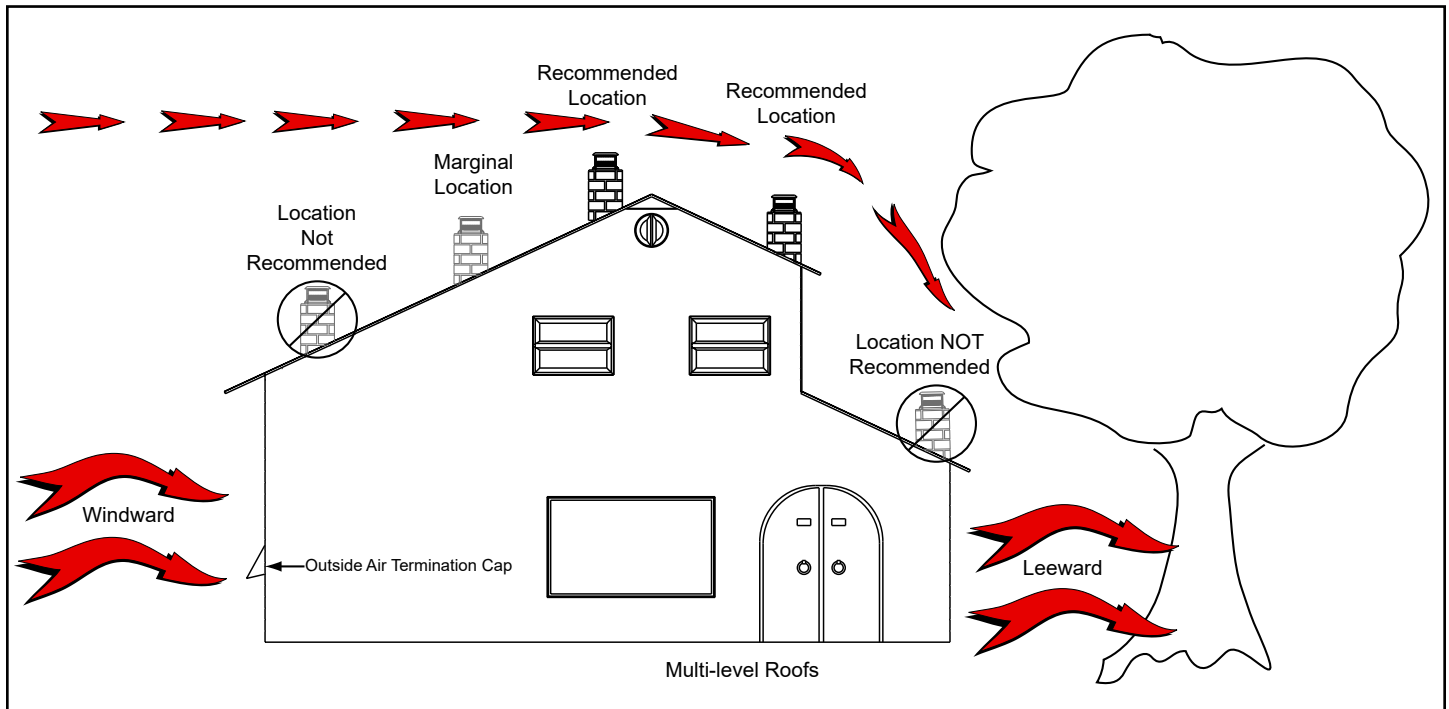 Recommended
Location
Recommended
Location
Marginal
Location
Location
Not
Recommended
Location NOT
Recommended
Windward
Outside Air Termination Cap
Leeward
Multi-level Roofs